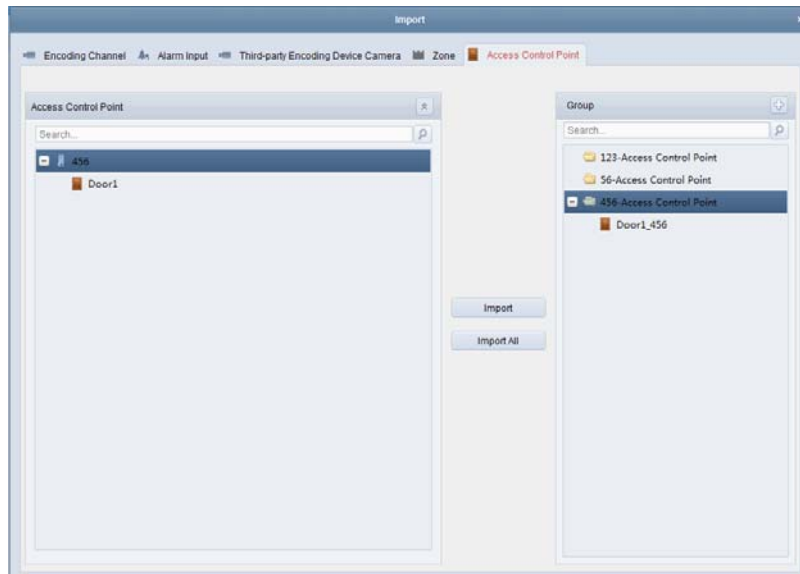 Import
Encoding Channel Alarm Input Third-party Encoding Device Camera Zone Access Control Point
Access Control Point
Search...
456
Door1
Import
Import All
Group
Search...
123-Access Control Point
56-Access Control Point
456-Access Control Point
Door1_456